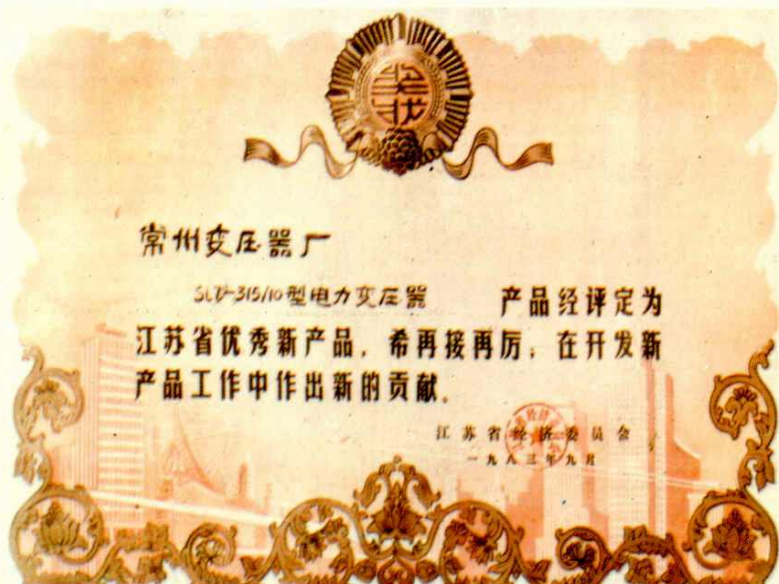 奖优
常州变压器厂
315/10型电力变压器 产品经评定为
江苏省优秀新产品，希再接再厉，在开发新
产品工作中作出新的贡献。
江苏省经济委员会
一九八三年九月